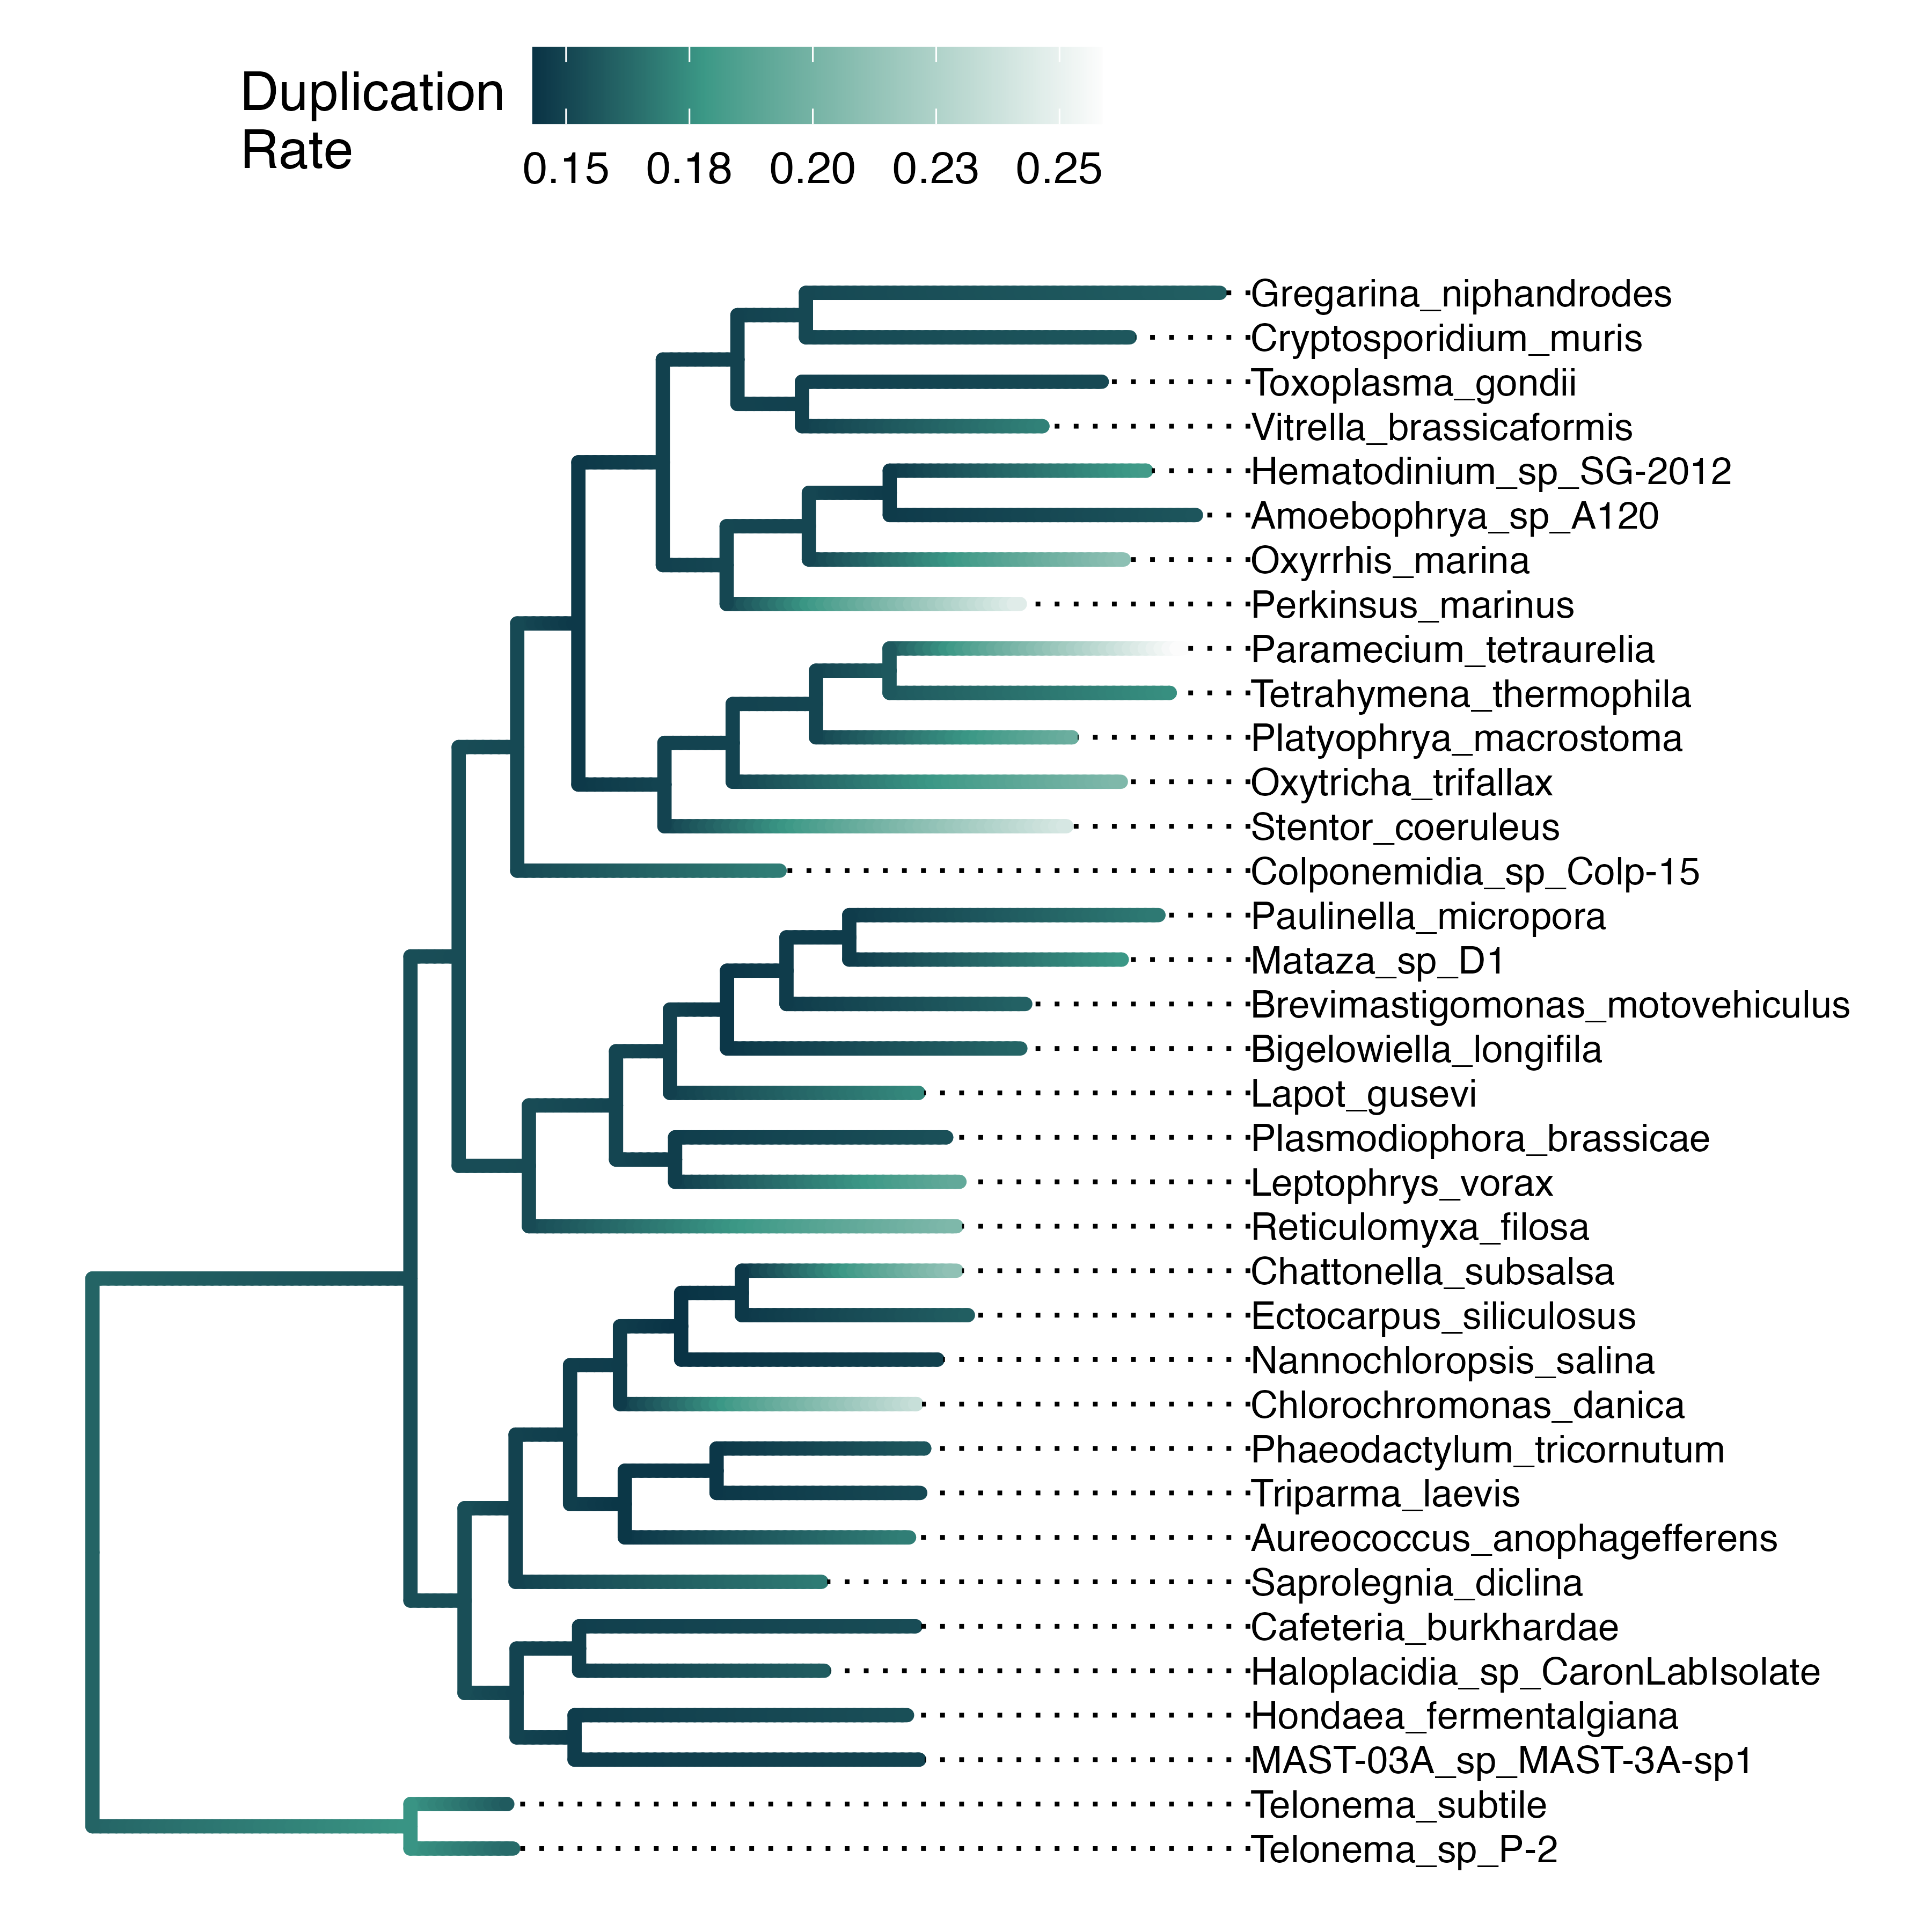 Duplication
Rate
0.15 0.18 0.20 0.23 0.25
Gregarina_niphandrodes
Cryptosporidium_muris
Toxoplasma_gondii
Vitrella_brassicaformis
Hematodinium_sp_SG-2012
Amoebophrya_sp_A120
Oxyrrhis_marina
Perkinsus_marinus
Paramecium_tetraurelia
Tetrahymena_thermophila
Platyophrya_macrostoma
Oxytricha_trifallax
Stentor_coeruleus
Colponemidia_sp_Colp-15
Paulinella_micropora
Mataza_sp_D1
Brevimastigomonas_motovehiculus
Bigelowiella_longifila
Lapot_gusevi
Plasmodiophora_brassicae
Leptophrys_vorax
Reticulomyxa_filosa
Chattonella_subsalsa
Ectocarpus_siliculosus
Nannochloropsis_salina
Chlorochromonas_danica
Phaeodactylum_tricornutum
Triparma_laevis
Aureococcus_anophagefferens
Saprolegnia_diclina
Cafeteria_burkhardae
Haloplacidia_sp_CaronLabIsolate
Hondaea_fermentalgiana
MAST-03A_sp_MAST-3A-sp1
Telonema_subtile
Telonema_sp_P-2